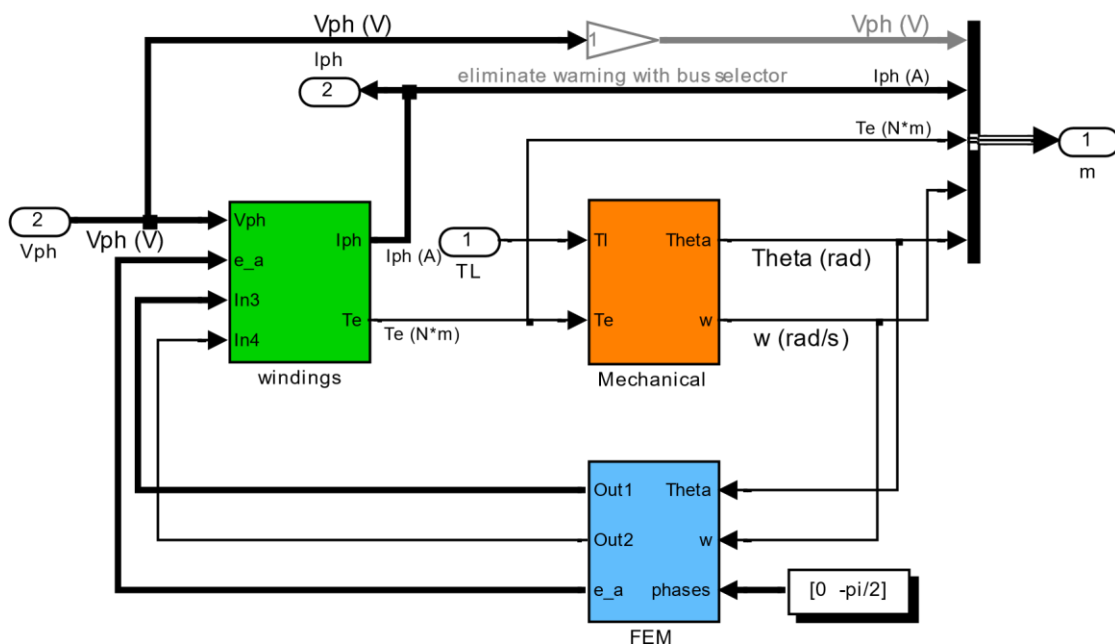 Vph (V)
Vph (V)
1
Iph
2
eliminate warning with bus selector
Iph (A)
Te (N*m)
1
m
2
Vph
Vph (V)
Vph
e_a
In3
In4
Iph
Te
windings
Iph (A)
Te (N*m)
1
TL
Tl
Te
Theta
w
Mechanical
Theta (rad)
w (rad/s)
Out1
Out2
e_a
Theta
w
phases
FEM
[0 -pi/2]